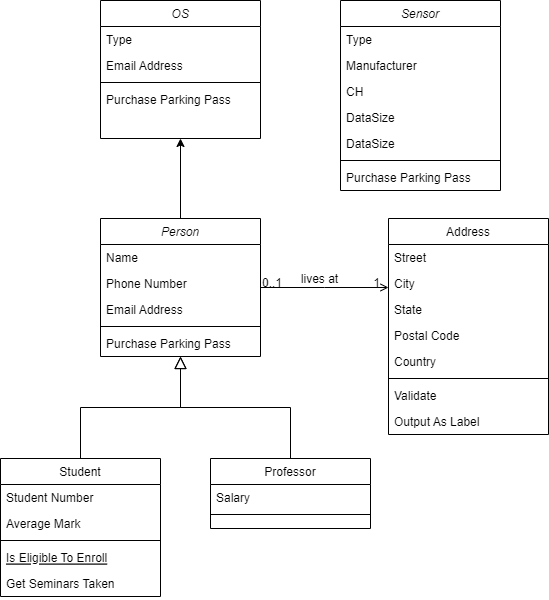 OS
Type
Email Address
Purchase Parking Pass
Sensor
Type
Manufacturer
CH
DataSize
DataSize
Purchase Parking Pass
Person
Name
Phone Number
Email Address
Purchase Parking Pass
0..1 lives at 1
Address
Street
City
State
Postal Code
Country
Validate
Output As Label
Student
Student Number
Average Mark
Is Eligible To Enroll
Get Seminars Taken
Professor
Salary